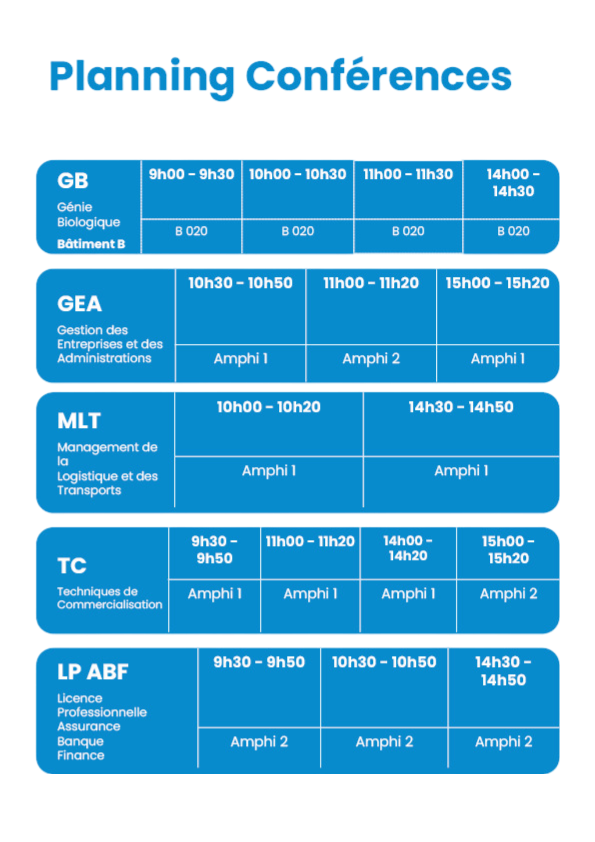 Planning Conférences
GB
Génie
Biologique
Bâtiment B
9h00 - 9h30
10h00 - 10h30
11h00 - 11h30
14h00 -
14h30
B 020
B 020
B 020
B 020
GEA
Gestion des
Entreprises et des
Administrations
10h30 - 10h50
11h00 - 11h20
15h00 - 15h20
Amphi 1
Amphi 2
Amphi 1
MLT
Management de
la
Logistique et des
Transports
10h00 - 10h20
14h30 - 14h50
Amphi 1
Amphi 1
TC
Techniques de
Commercialisation
9h30 -
9h50
11h00 - 11h20
14h00 -
14h20
15h00 -
15h20
Amphi 1
Amphi 1
Amphi 1
Amphi 2
LP ABF
Licence
Professionnelle
Assurance
Banque
Finance
9h30 - 9h50
10h30 - 10h50
14h30 -
14h50
Amphi 2
Amphi 2
Amphi 2